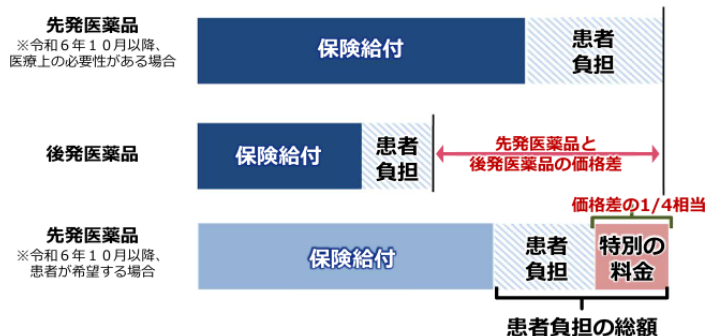 先発医薬品
※令和６年１０月以降、
医療上の必要性がある場合
保険給付
患者
負担
後発医薬品
保険給付
患者
負担
先発医薬品と
後発医薬品の価格差
価格差の1/4相当
先発医薬品
※令和６年１０月以降、
患者が希望する場合
保険給付
患者
負担
特別の
料金
患者負担の総額